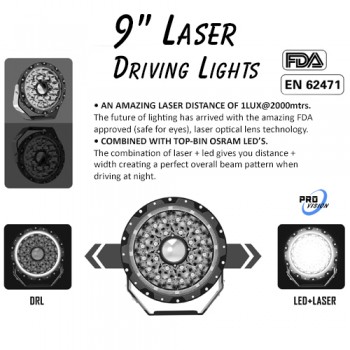 9" LASER
DRIVING LIGHTS
FDA
EN 62471
• AN AMAZING LASER DISTANCE OF 1LUX@2000mtrs.
The future of lighting has arrived with the amazing FDA
approved (safe for eyes), laser optical lens technology.
• COMBINED WITH TOP-BIN OSRAM LED'S.
The combination of laser + led gives you distance +
width creating a perfect overall beam pattern when
driving at night.
PRO
VISION
DRL
LED+LASER